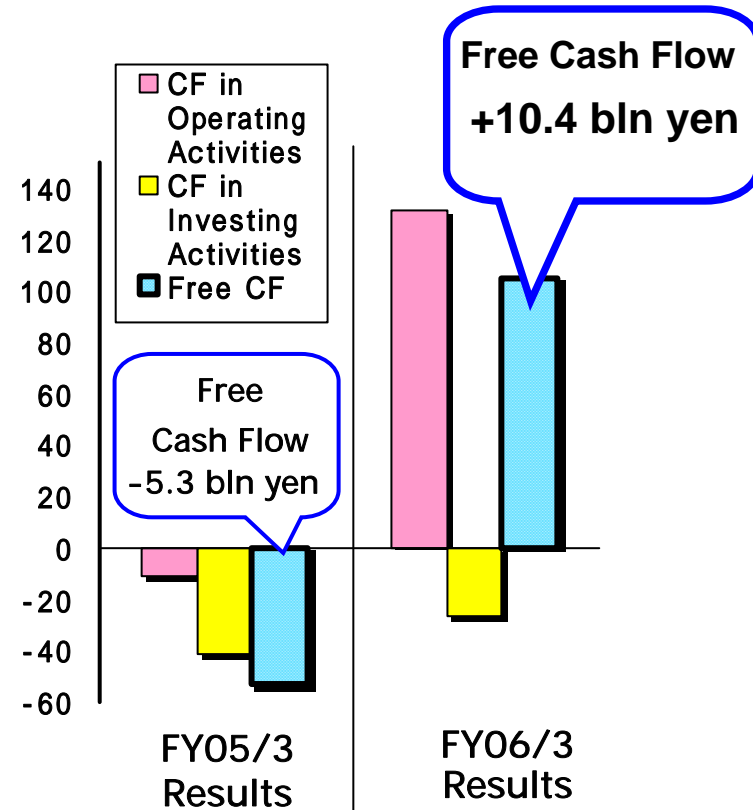 CF in
Operating
Activities
CF in
Investing
Activities
Free CF
Free Cash Flow
+10.4 bln yen
140
120
100
80
60
40
20
0
-20
-40
-60
Free
Cash Flow
-5.3 bln yen
FY05/3
Results
FY06/3
Results